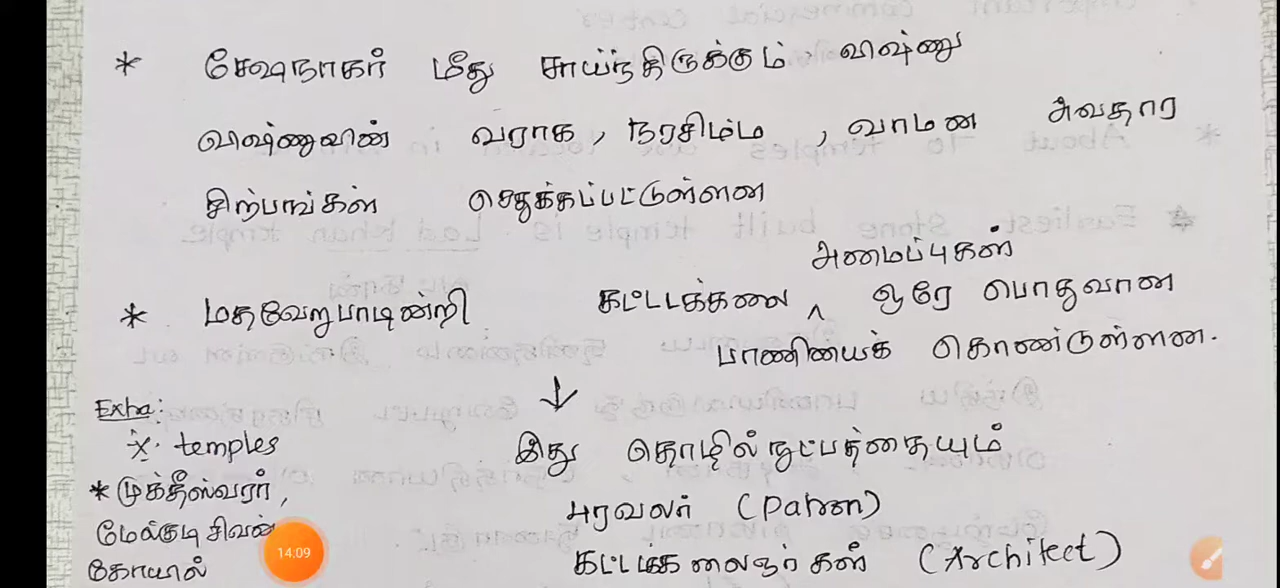 * சேஷநாகர் மீது சாய்ந்திருக்கும் விஷ்ணு
விஷ்ணுவின் வராக, நரசிம்ம, வாமன அவதார
சிற்பங்கள் செதுக்கப்பட்டுள்ளன
அமைப்புகள்
* மதவேறுபாடின்றி கட்டடக்கலை ^ ஒரே பொதுவான
பாணியைக் கொண்டுள்ளன.
↓
Extra:
X. temples
இது தொழில்நுட்பத்தையும்
* முக்தீஸ்வரர்,
புரவலர் (Patron)
மேல்குடி சிவன்
கோயில்
கட்டடக்கலைஞர்கள் (Architect)
14:09